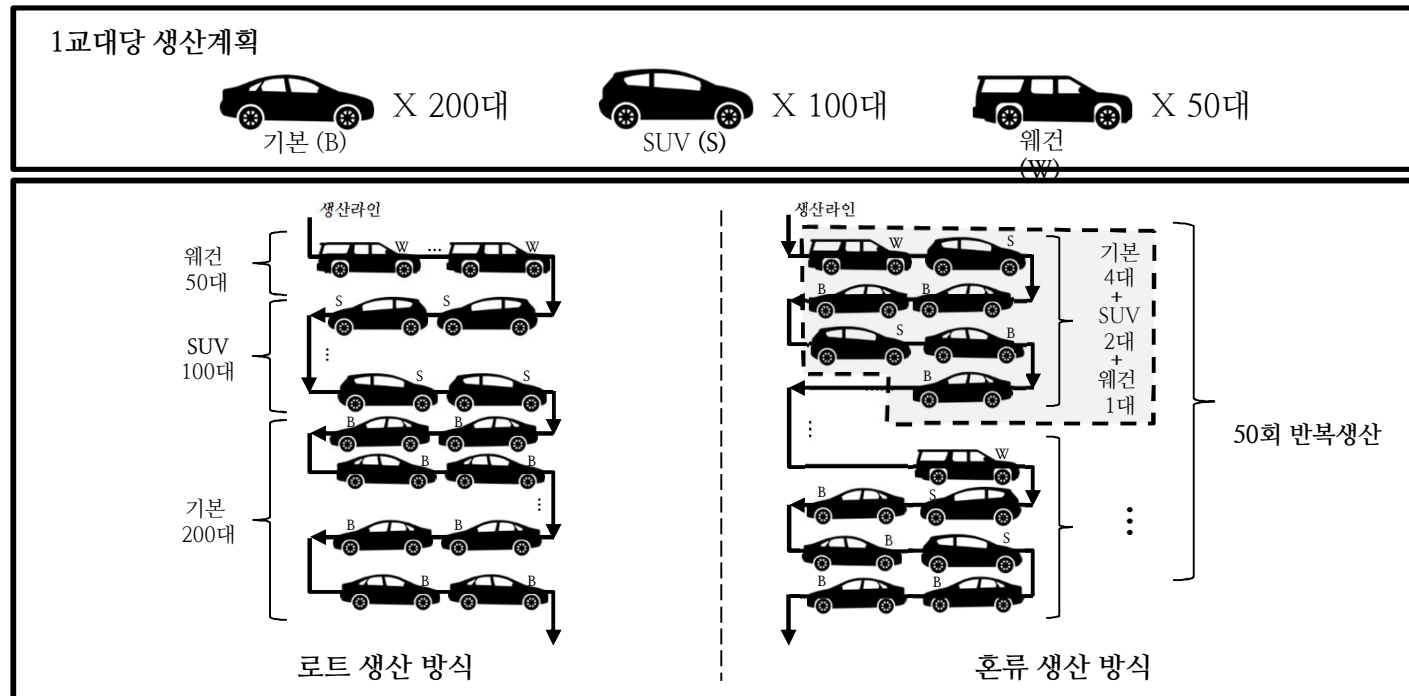 1교대당 생산계획
X 200대
X 100대
X 50대
기본 (B)
SUV (S)
웨건
(W)
생산라인
웨건
50대
W
...
W
S
S
SUV
100대
...
S
S
B
B
B
B
기본
200대
...
B
B
B
B
로트 생산 방식
생산라인
W
S
B
B
S
B
B
.....
기본
4대
+
SUV
2대
+
웨건
1대
...
W
B
S
B
S
B
B
...
50회 반복생산
혼류 생산 방식